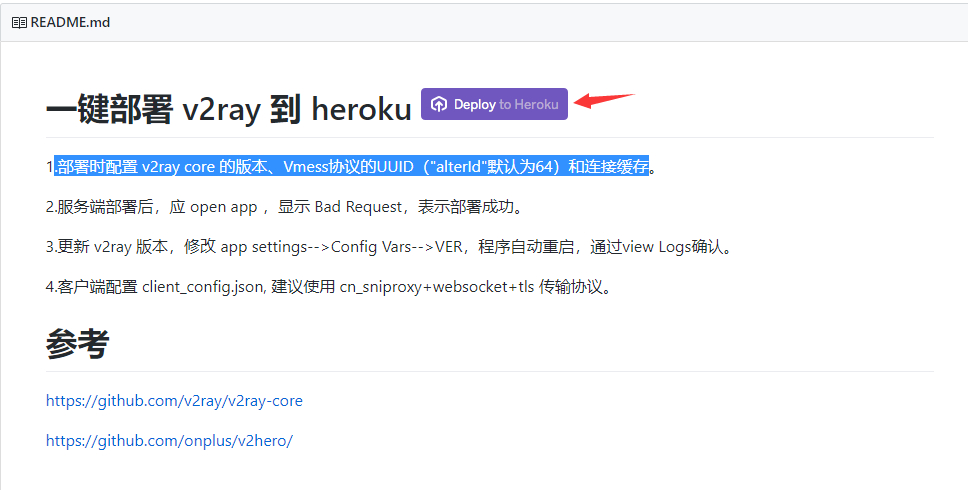 README.md
一键部署 v2ray 到 heroku Deploy to Heroku
1.部署时配置 v2ray core 的版本、Vmess协议的UUID（"alterId"默认为64）和连接缓存。
2.服务端部署后，应 open app ，显示 Bad Request，表示部署成功。
3.更新 v2ray 版本，修改 app settings-->Config Vars-->VER，程序自动重启，通过view Logs确认。
4.客户端配置 client_config.json, 建议使用 cn_sniproxy+websocket+tls 传输协议。
参考
https://github.com/v2ray/v2ray-core
https://github.com/onplus/v2hero/